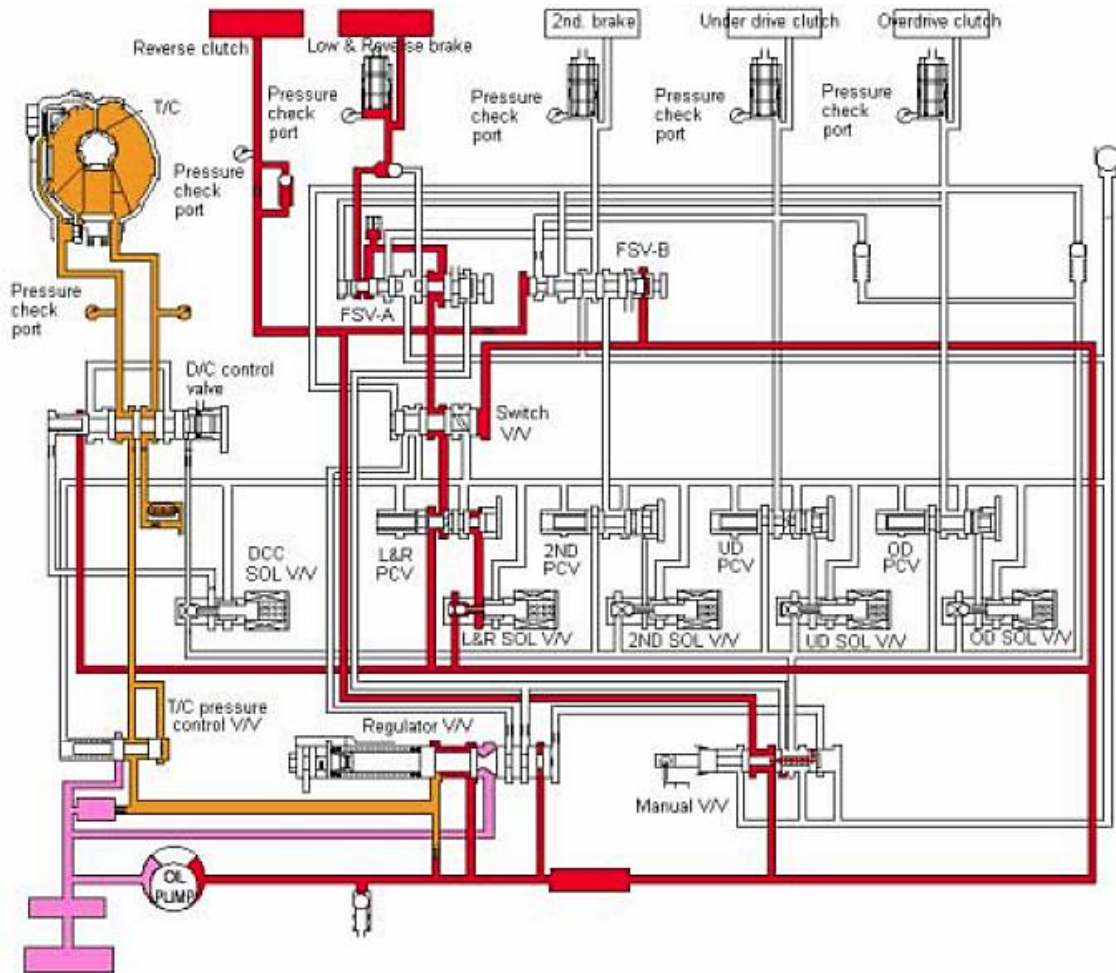 2nd. brake
Under drive clutch
Overdrive clutch
Reverse clutch
Low & Reverse brake
T/C
Pressure
check
port
Pressure
check
port
Pressure
check
port
Pressure
check
port
Pressure
check
port
Pressure
check
port
FSV-B
FSV-A
D/C control
valve
Switch
V/V
DCC
SOL V/V
L&R
PCV
2ND
PCV
UD
PCV
OD
PCV
L&R SOL V/V
2ND SOL V/V
UD SOL V/V
OD SOL V/V
T/C pressure
control V/V
Regulator V/V
Manual V/V
OIL
PUMP